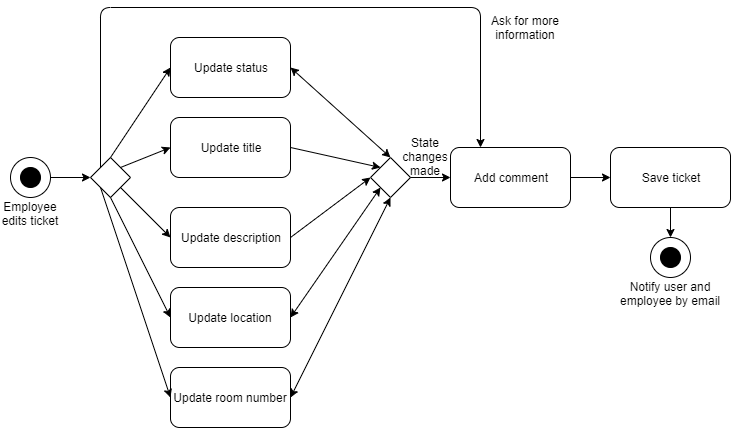 Ask for more
information
Update status
Update title
State
changes
made
Employee
edits ticket
Add comment
Save ticket
Update description
Notify user and
employee by email
Update location
Update room number